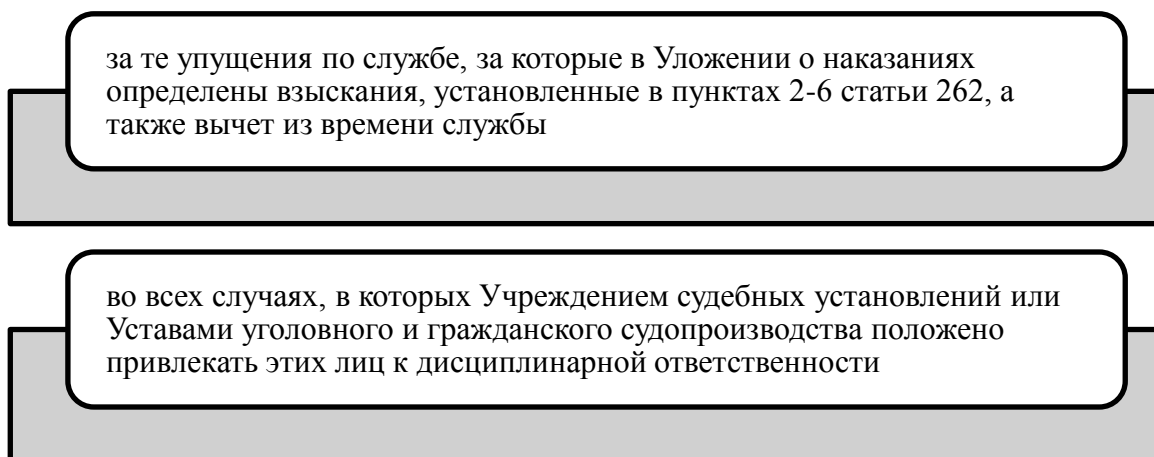 за те упущения по службе, за которые в Уложении о наказаниях
определены взыскания, установленные в пунктах 2-6 статьи 262, а
также вычет из времени службы
во всех случаях, в которых Учреждением судебных установлений или
Уставами уголовного и гражданского судопроизводства положено
привлекать этих лиц к дисциплинарной ответственности